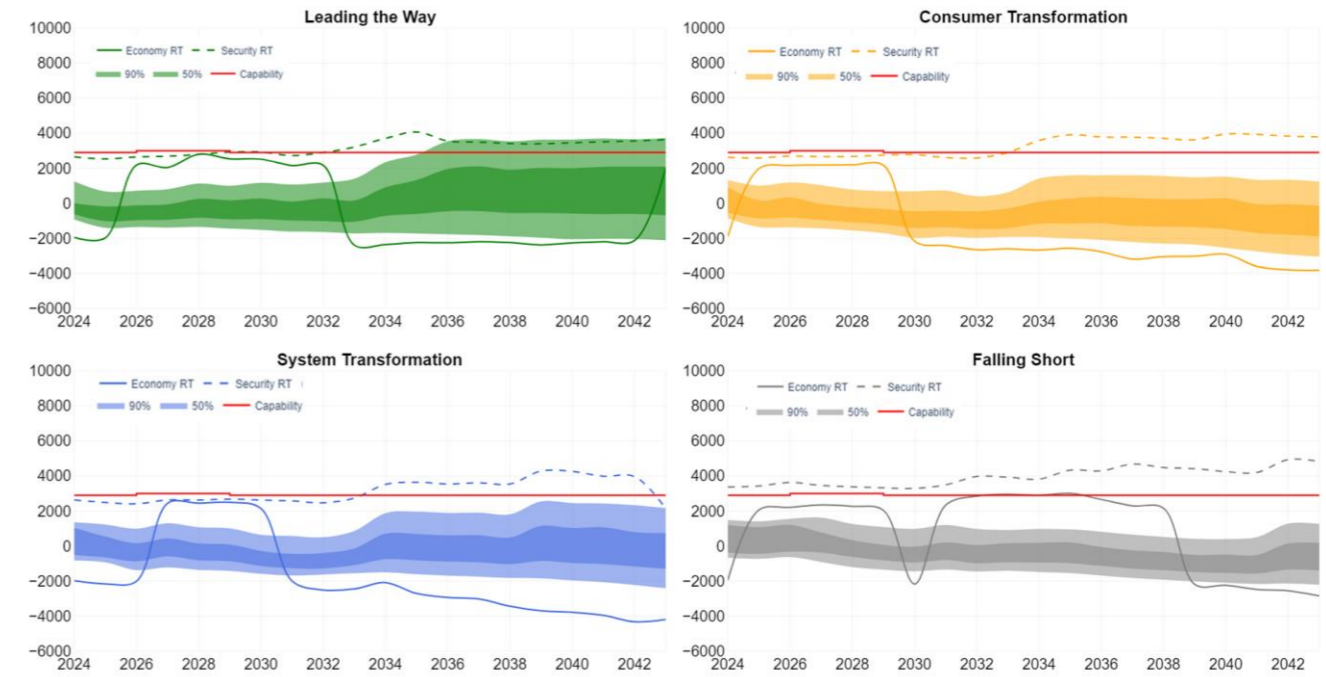 Leading the Way
10000
8000
6000
4000
2000
0
−2000
−4000
−6000
Economy RT Security RT
90% 50% Capability
2024 2026 2028 2030 2032 2034 2036 2038 2040 2042
Consumer Transformation
10000
8000
6000
4000
2000
0
−2000
−4000
−6000
Economy RT Security RT
90% 50% Capability
2024 2026 2028 2030 2032 2034 2036 2038 2040 2042
System Transformation
10000
8000
6000
4000
2000
0
−2000
−4000
−6000
Economy RT Security RT
90% 50% Capability
2024 2026 2028 2030 2032 2034 2036 2038 2040 2042
Falling Short
10000
8000
6000
4000
2000
0
−2000
−4000
−6000
Economy RT Security RT
90% 50% Capability
2024 2026 2028 2030 2032 2034 2036 2038 2040 2042